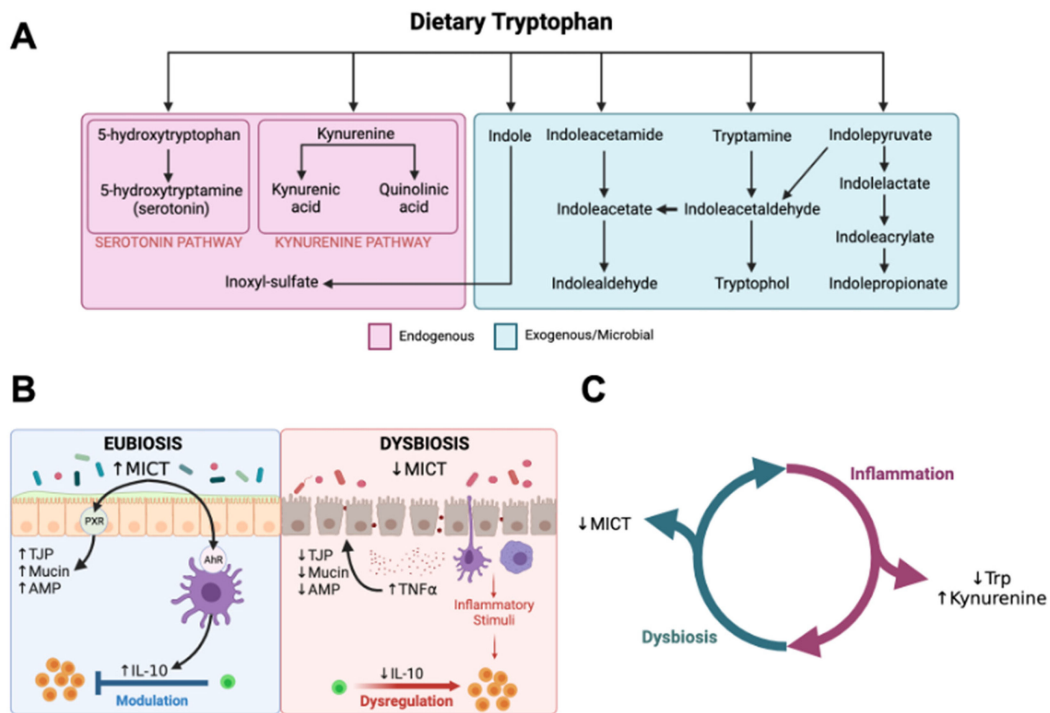 A
Dietary Tryptophan
5-hydroxytryptophan
5-hydroxytryptamine
(serotonin)
SEROTONIN PATHWAY
Kynurenine
Kynurenic
acid
Quinolinic
acid
KYNURENINE PATHWAY
Inoxyl-sulfate
Indole
Indoleacetamide
Indoleacetate
Indolealdehyde
Tryptamine
Indoleacetaldehyde
Tryptophol
Indolepyruvate
Indolelactate
Indoleacrylate
Indolepropionate
Endogenous
Exogenous/Microbial
B
EUBIOSIS
↑MICT
PXR
AhR
↑TJP
↑Mucin
↑AMP
↑IL-10
Modulation
DYSBIOSIS
↓MICT
↓TJP
↓Mucin
↓AMP
↑TNFα
Inflammatory
Stimuli
↓IL-10
Dysregulation
C
Inflammation
↓MICT
↓Trp
↑Kynurenine
Dysbiosis